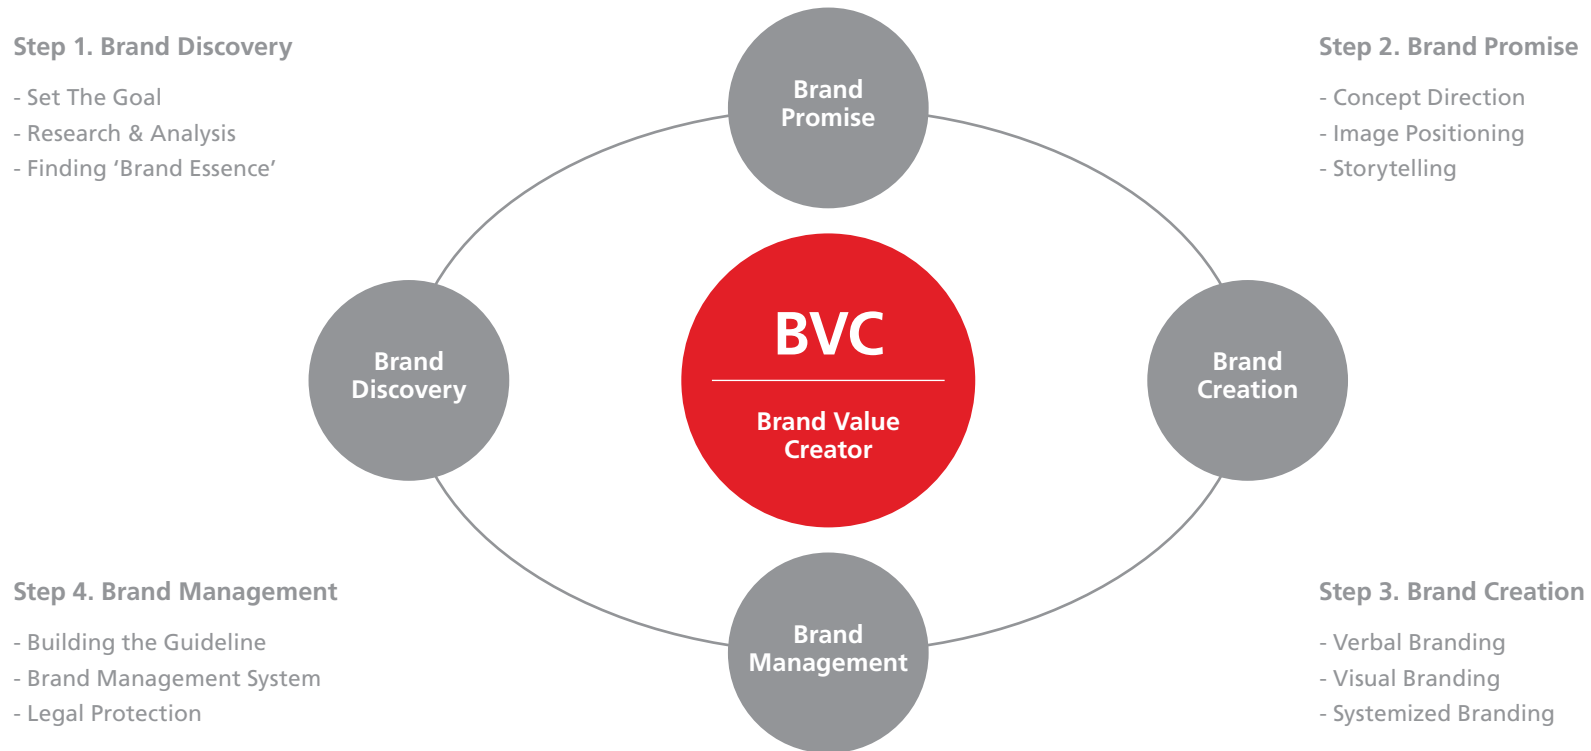 Step 1. Brand Discovery
- Set The Goal
- Research & Analysis
- Finding ‘Brand Essence’
Step 2. Brand Promise
- Concept Direction
- Image Positioning
- Storytelling
Brand
Promise
Brand
Discovery
BVC
Brand Value
Creator
Brand
Creation
Brand
Management
Step 4. Brand Management
- Building the Guideline
- Brand Management System
- Legal Protection
Step 3. Brand Creation
- Verbal Branding
- Visual Branding
- Systemized Branding